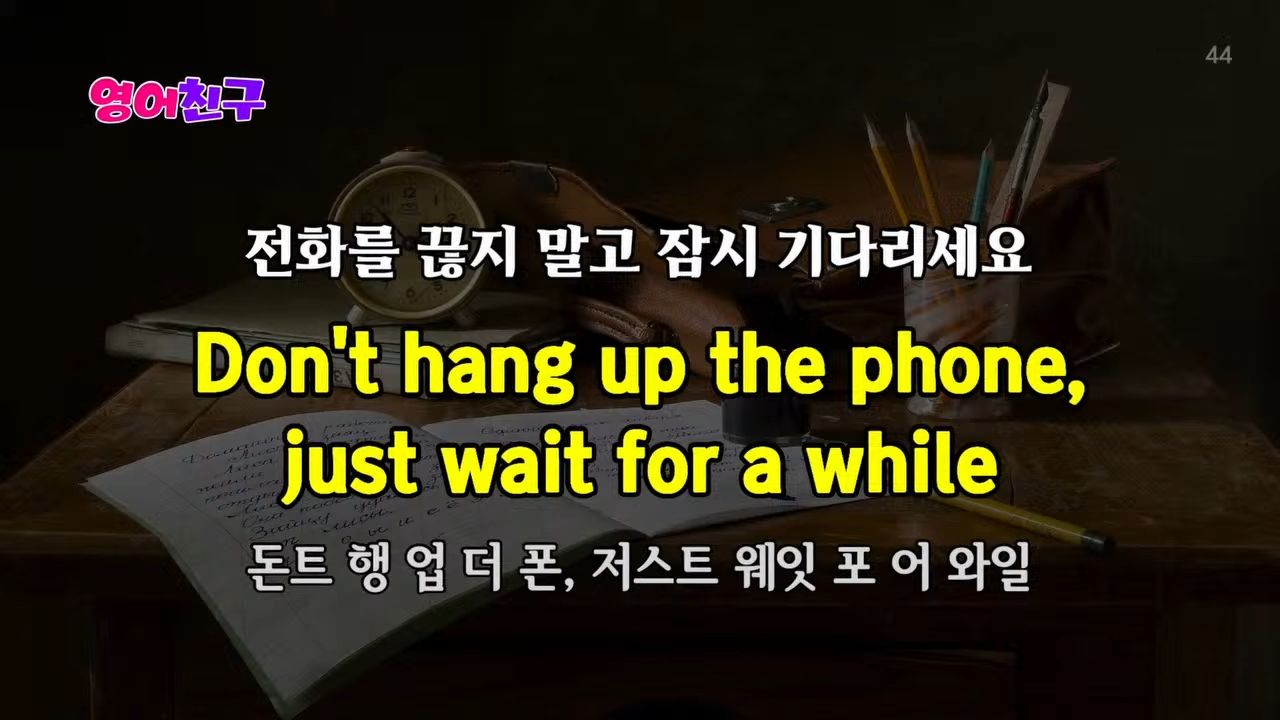 44
영어친구
전화를 끊지 말고 잠시 기다리세요
Don't hang up the phone,
just wait for a while
돈트 행 업 더 폰, 저스트 웨잇 포 어 와일